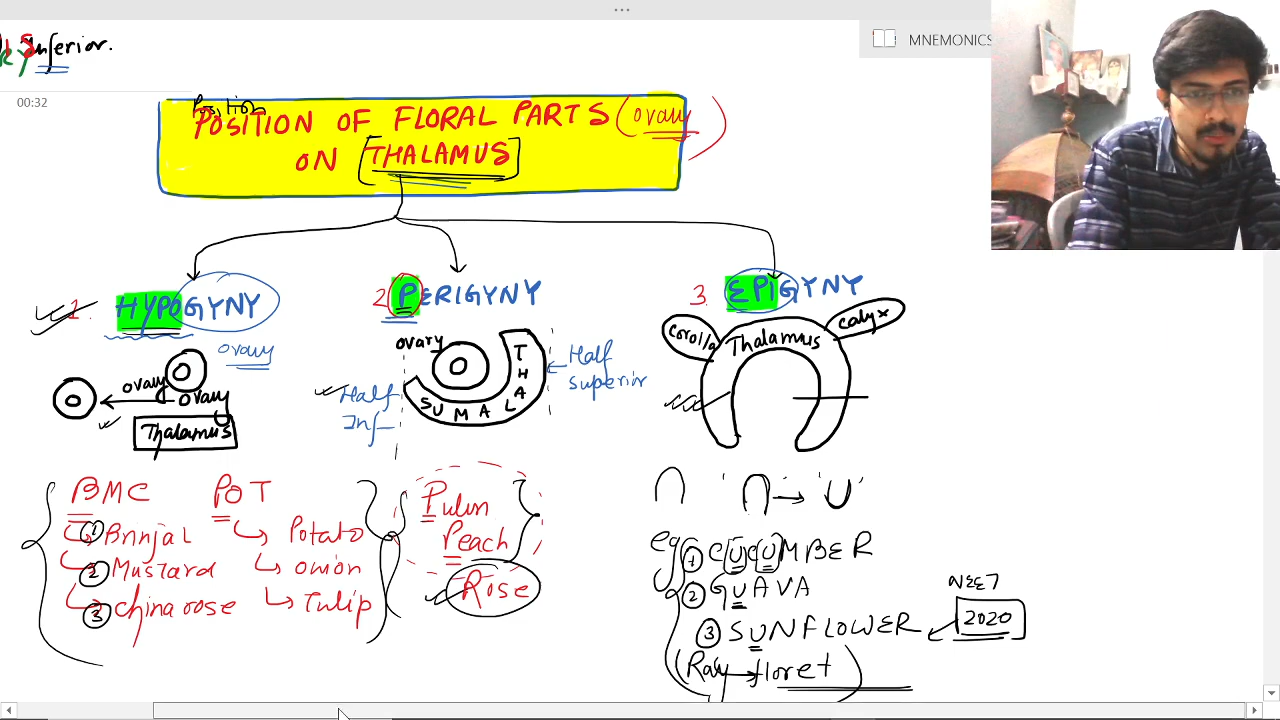 inferior.
MNEMONICS
00:32
Position
POSITION OF FLORAL PARTS (ovary)
ON [THALAMUS]
1. HYPOGYNY
2 PERIGYNY
3. EPIGYNY
ovary
ovary
ovary
Thalamus
ovary
THALAMUS
Half Inf
Half superior
corolla
Thalamus
calyx
BMC POT
① Brinjal Potato
② Mustard onion
③ china rose Tulip
Plum
Peach
Rose
∩ '∩ → 'U'
eg ① CUCUMBER
② GUAVA
③ SUNFLOWER
NEET
2020
(Ray floret)